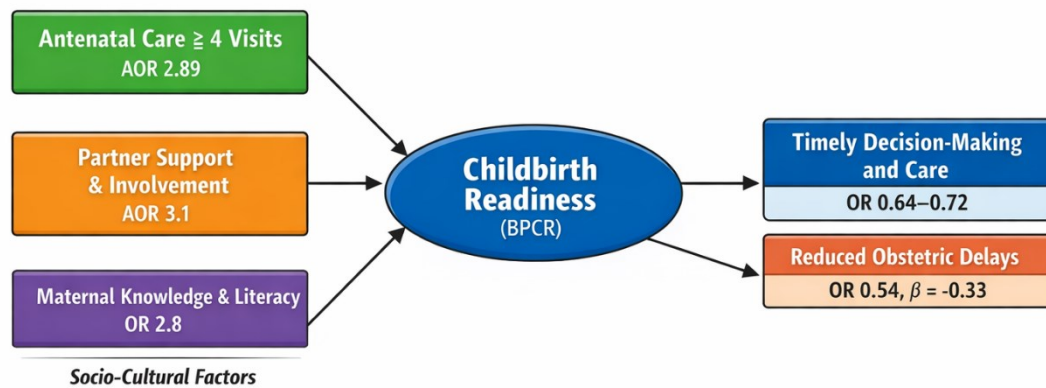 Antenatal Care ≧ 4 Visits
AOR 2.89
Partner Support
& Involvement
AOR 3.1
Maternal Knowledge & Literacy
OR 2.8
Socio-Cultural Factors
Childbirth
Readiness
(BPCR)
Timely Decision-Making
and Care
OR 0.64–0.72
Reduced Obstetric Delays
OR 0.54, β = -0.33